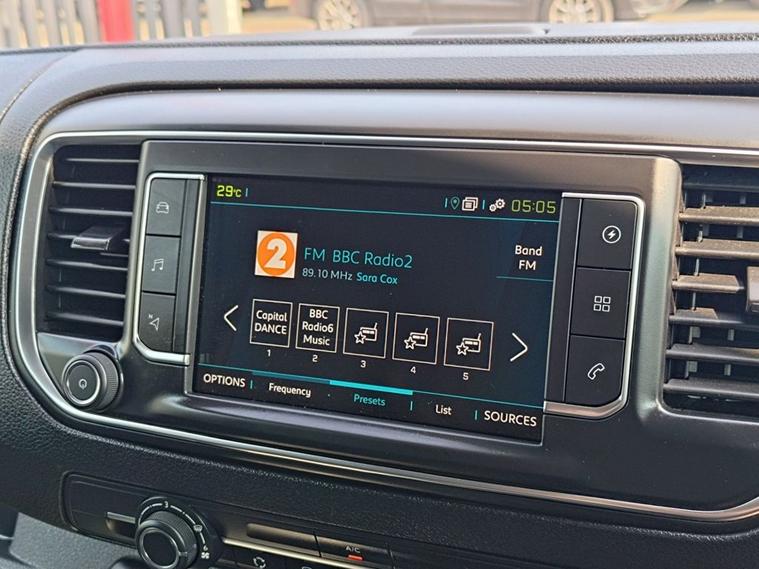 29°C
05:05
2
FM BBC Radio2
89.10 MHz Sara Cox
Band
FM
Capital
DANCE
BBC
Radio6
Music
1
2
3
4
5
OPTIONS
Frequency
Presets
List
SOURCES
A/C